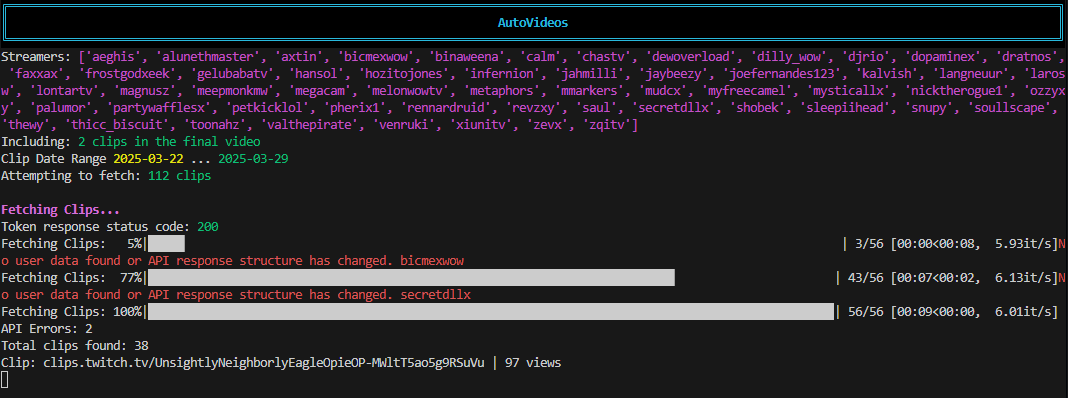 AutoVideos
Streamers: ['aeghis', 'alunethmaster', 'axtin', 'bicmexwow', 'binaweena', 'calm', 'chastv', 'dewoverload', 'dilly_wow', 'djrio', 'dopaminex', 'dratnos',
'faxxax', 'frostgodxeek', 'gelubabatv', 'hansol', 'hozitojones', 'infernion', 'jahmilli', 'jaybeezy', 'joefernandes123', 'kalvish', 'langneuur', 'laros
w', 'lontartv', 'magnusz', 'meepmonkmw', 'megacam', 'melonwowtv', 'metaphors', 'mmarkers', 'mudcx', 'myfreecamel', 'mysticallx', 'nicktherogue1', 'ozzyx
y', 'palumor', 'partywafflesx', 'petkicklol', 'pherix1', 'rennardruid', 'revzxy', 'saul', 'secretdllx', 'shobek', 'sleepiihead', 'snupy', 'soullscape',
'thewy', 'thicc_biscuit', 'toonahz', 'valthepirate', 'venruki', 'xiunitv', 'zevx', 'zqitv']
Including: 2 clips in the final video
Clip Date Range 2025-03-22 ... 2025-03-29
Attempting to fetch: 112 clips
Fetching Clips...
Token response status code: 200
Fetching Clips:   5%| | 3/56 [00:00<00:08,  5.93it/s]N
o user data found or API response structure has changed. bicmexwow
Fetching Clips:  77%| | 43/56 [00:07<00:02,  6.13it/s]N
o user data found or API response structure has changed. secretdllx
Fetching Clips: 100%| | 56/56 [00:09<00:00,  6.01it/s]
API Errors: 2
Total clips found: 38
Clip: clips.twitch.tv/UnsightlyNeighborlyEagleOpieOP-MWltT5ao5g9RSuVu | 97 views